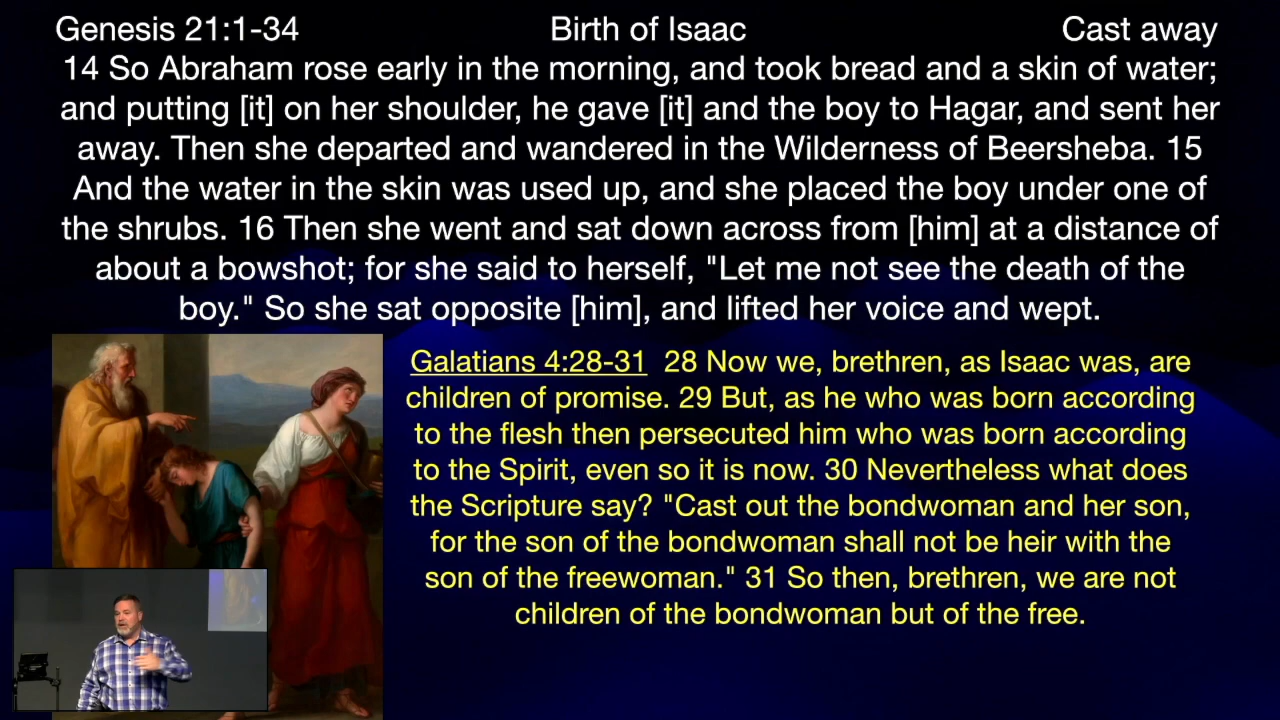 Genesis 21:1-34 Birth of Isaac Cast away
14 So Abraham rose early in the morning, and took bread and a skin of water;
and putting [it] on her shoulder, he gave [it] and the boy to Hagar, and sent her
away. Then she departed and wandered in the Wilderness of Beersheba. 15
And the water in the skin was used up, and she placed the boy under one of
the shrubs. 16 Then she went and sat down across from [him] at a distance of
about a bowshot; for she said to herself, "Let me not see the death of the
boy." So she sat opposite [him], and lifted her voice and wept.
Galatians 4:28-31 28 Now we, brethren, as Isaac was, are
children of promise. 29 But, as he who was born according
to the flesh then persecuted him who was born according
to the Spirit, even so it is now. 30 Nevertheless what does
the Scripture say? "Cast out the bondwoman and her son,
for the son of the bondwoman shall not be heir with the
son of the freewoman." 31 So then, brethren, we are not
children of the bondwoman but of the free.